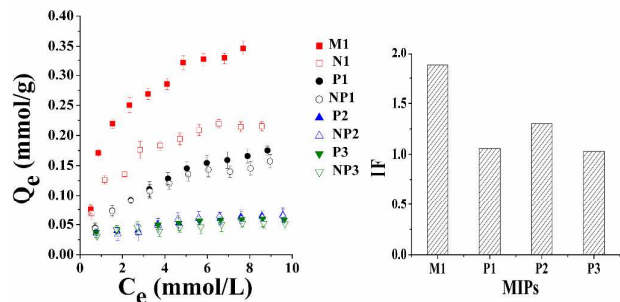 0.40
0.35
0.30
0.25
0.20
0.15
0.10
0.05
0.00
Qe (mmol/g)
0 2 4 6 8 10
Ce (mmol/L)
M1
N1
P1
NP1
P2
NP2
P3
NP3
2.0
1.5
1.0
.5
0.0
IF
M1 P1 P2 P3
MIPs